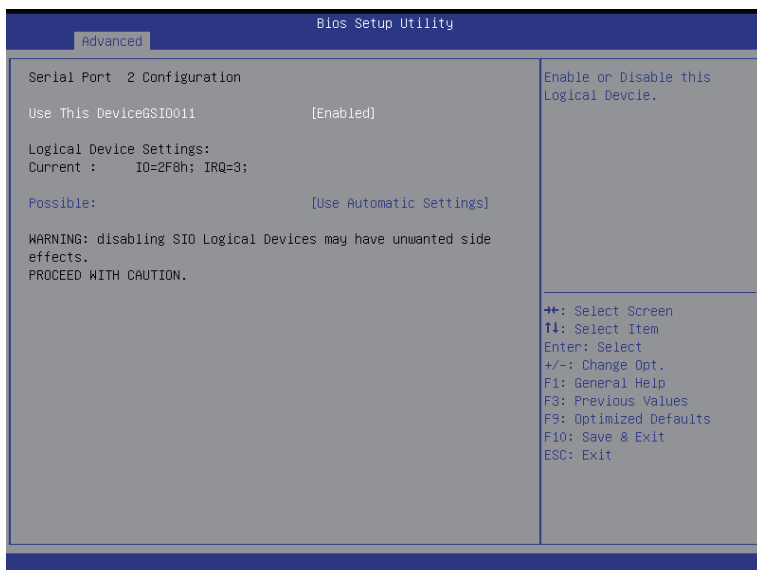 Bios Setup Utility
Advanced
Serial Port 2 Configuration
Use This DeviceGSIO011 [Enabled]
Logical Device Settings:
Current : IO=2F8h; IRQ=3;
Possible: [Use Automatic Settings]
WARNING: disabling SIO Logical Devices may have unwanted side
effects.
PROCEED WITH CAUTION.
Enable or Disable this
Logical Devcie.
→←: Select Screen
↑↓: Select Item
Enter: Select
+/-: Change Opt.
F1: General Help
F3: Previous Values
F9: Optimized Defaults
F10: Save & Exit
ESC: Exit